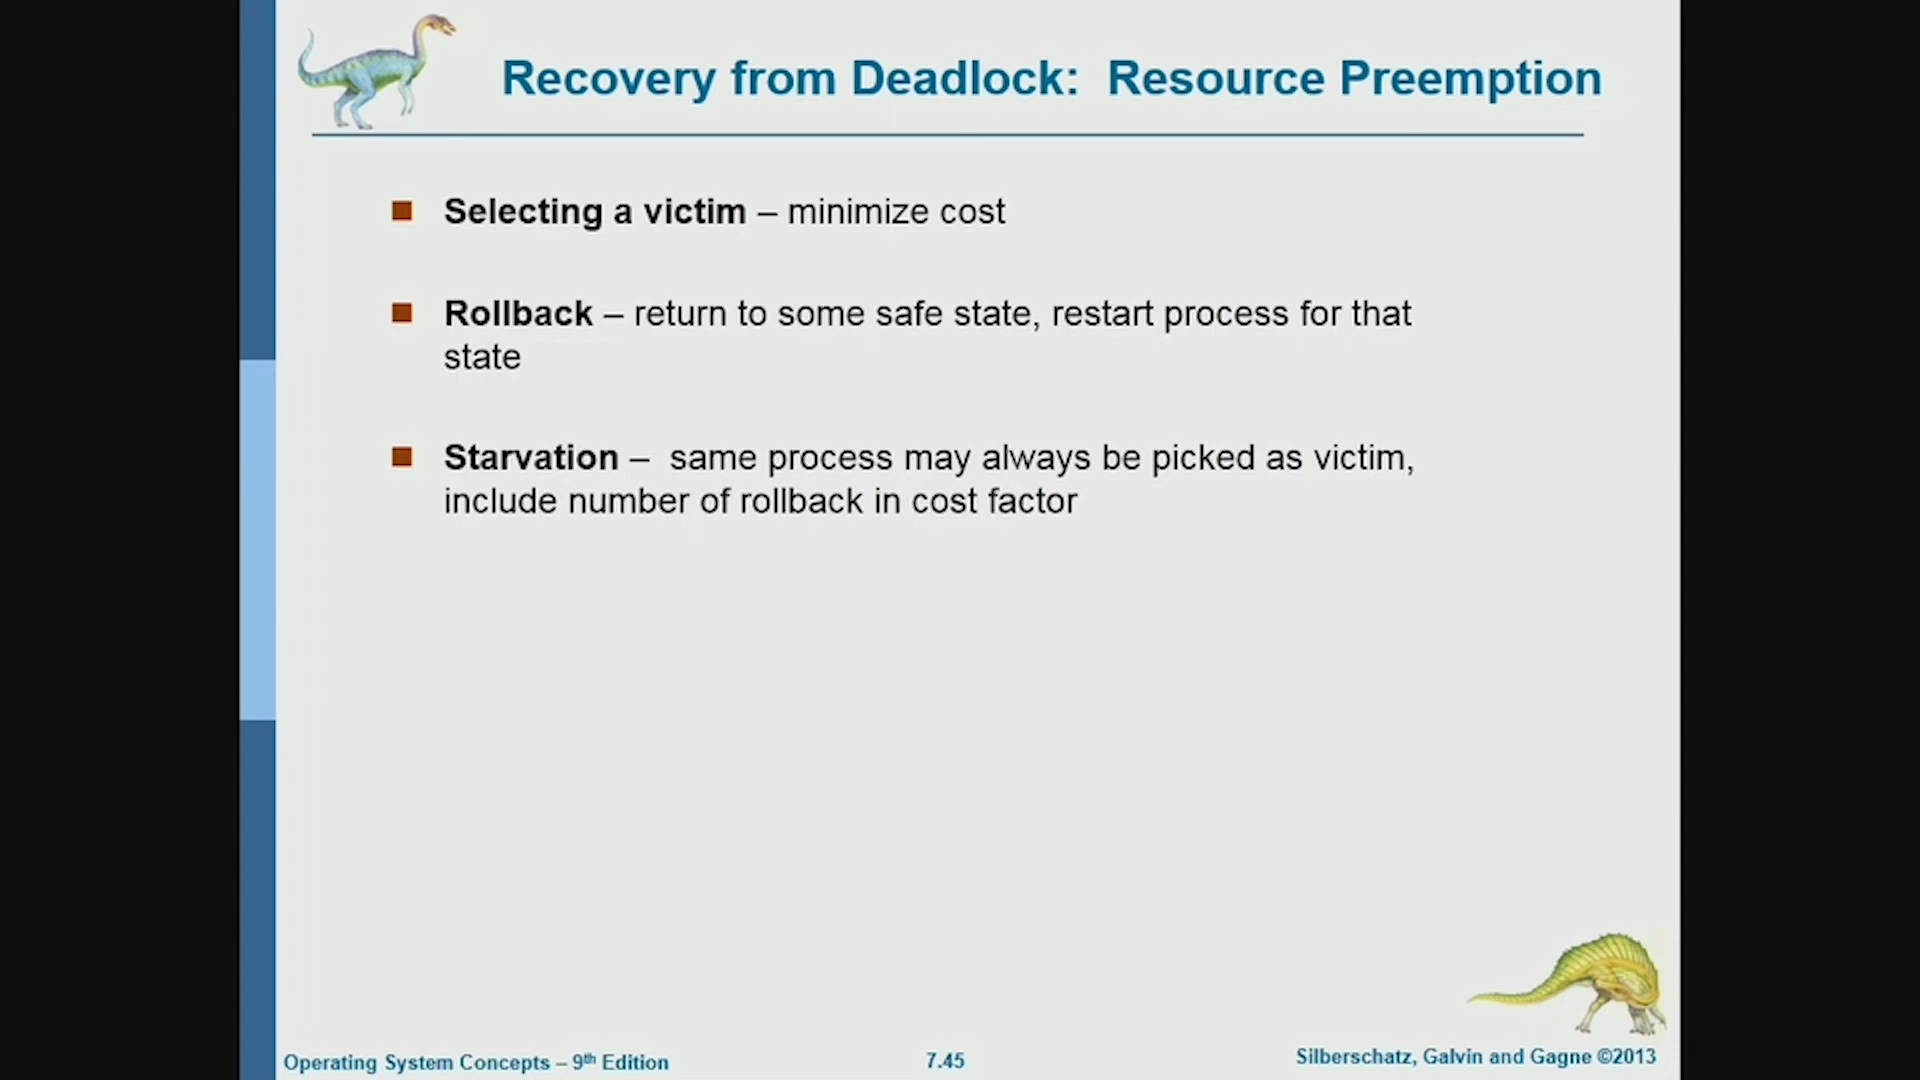 Recovery from Deadlock: Resource Preemption
Selecting a victim – minimize cost
Rollback – return to some safe state, restart process for that
state
Starvation – same process may always be picked as victim,
include number of rollback in cost factor
Operating System Concepts – 9th Edition
7.45
Silberschatz, Galvin and Gagne ©2013